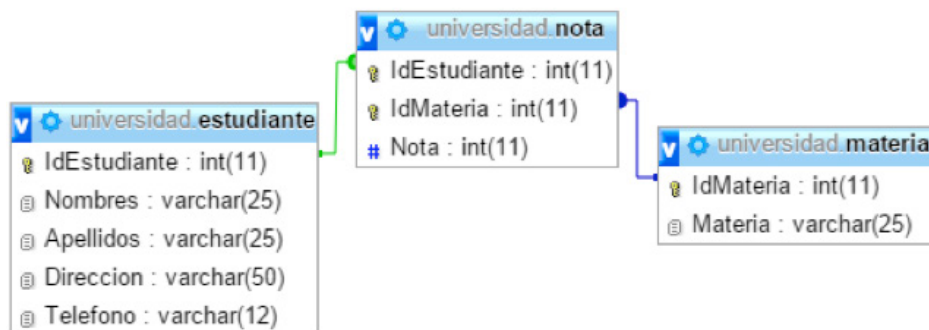 universidad.nota
IdEstudiante : int(11)
IdMateria : int(11)
Nota : int(11)
universidad.estudiante
IdEstudiante : int(11)
Nombres : varchar(25)
Apellidos : varchar(25)
Direccion : varchar(50)
Telefono : varchar(12)
universidad.materia
IdMateria : int(11)
Materia : varchar(25)